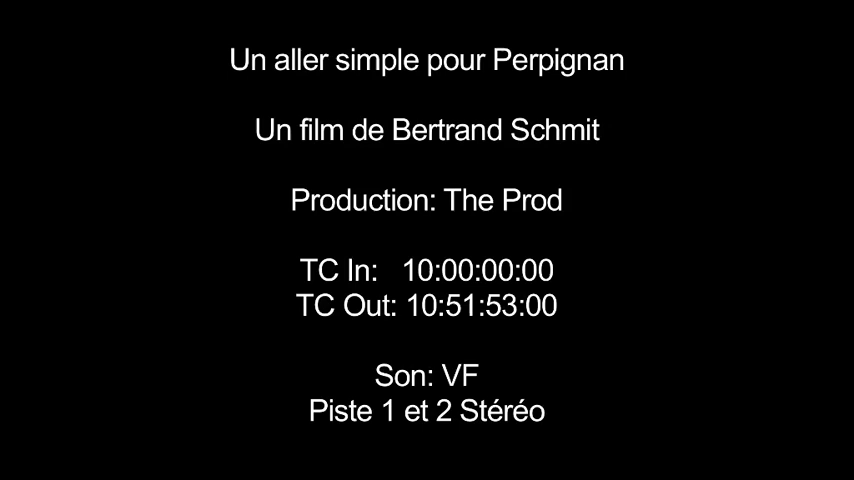 Un aller simple pour Perpignan
Un film de Bertrand Schmit
Production: The Prod
TC In: 10:00:00:00
TC Out: 10:51:53:00
Son: VF
Piste 1 et 2 Stéréo